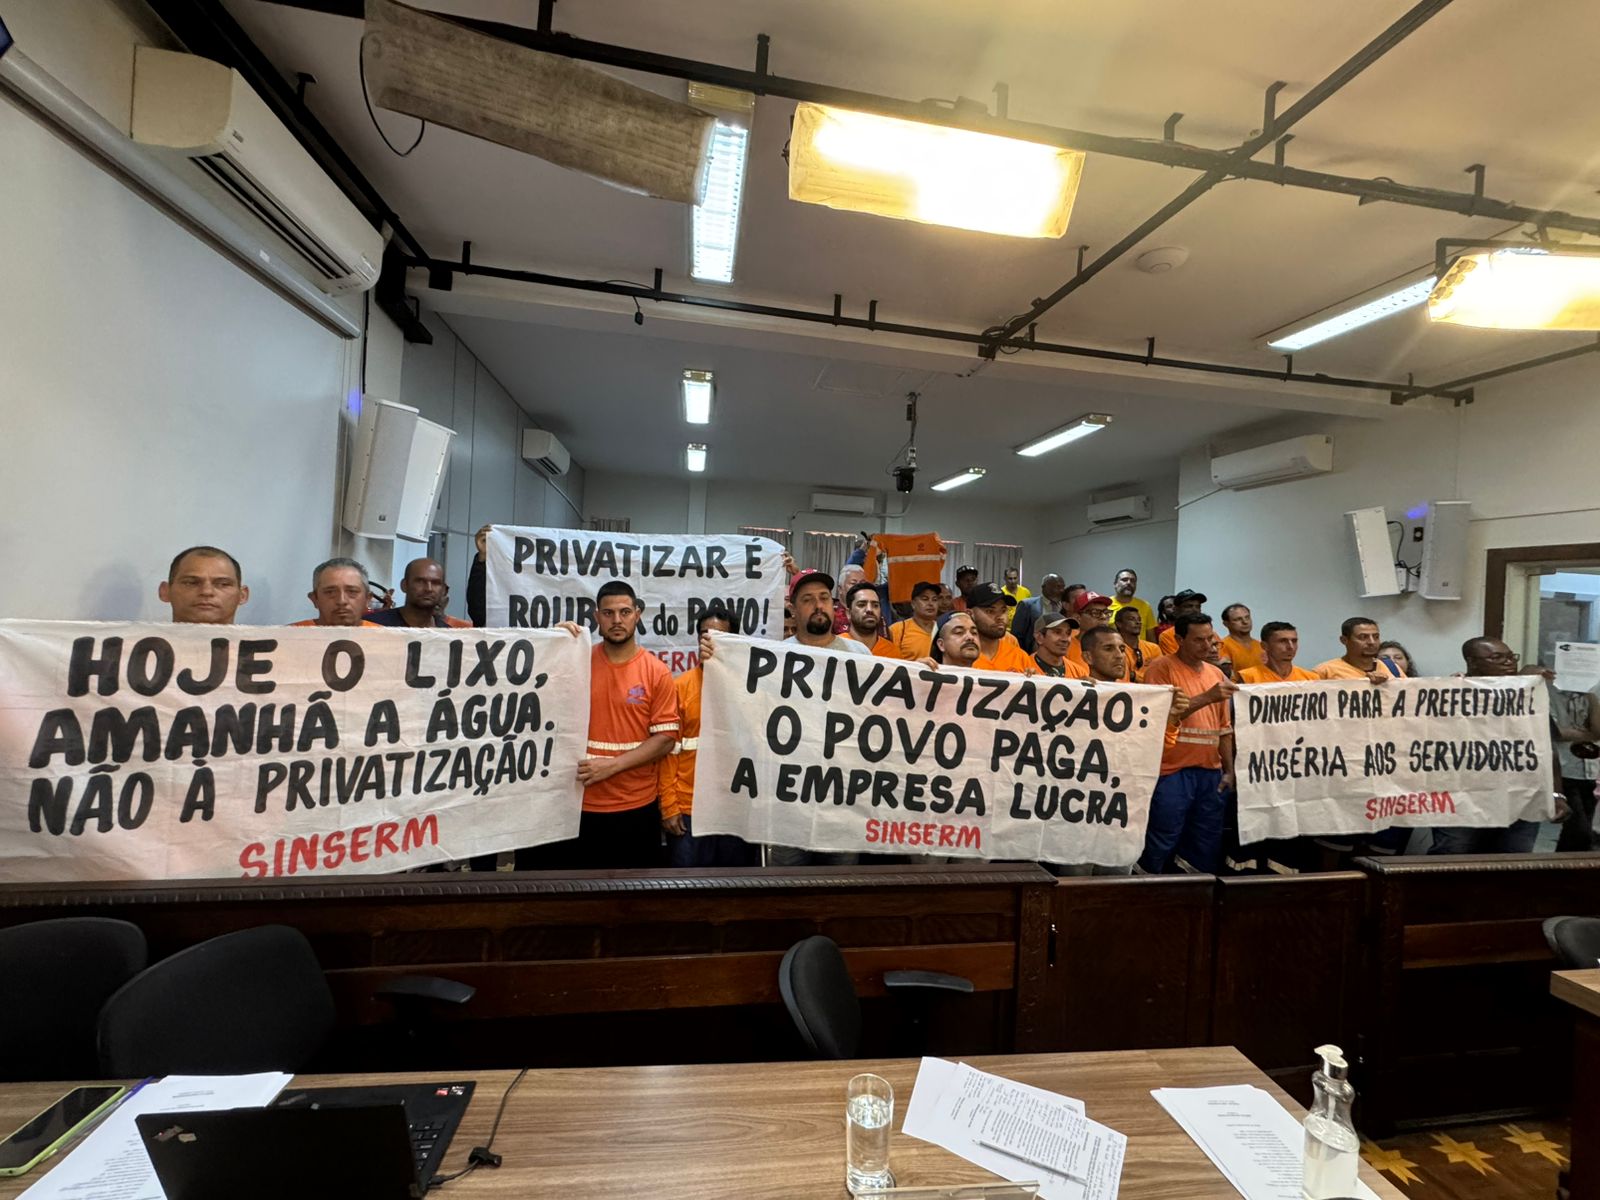 PRIVATIZAR É
ROUBAR do POVO!
HOJE O LIXO,
AMANHÃ A ÁGUA.
NÃO À PRIVATIZAÇÃO!
SINSERM
PRIVATIZAÇÃO:
O POVO PAGA,
A EMPRESA LUCRA
SINSERM
DINHEIRO PARA A PREFEITURA E
MISÉRIA AOS SERVIDORES
SINSERM